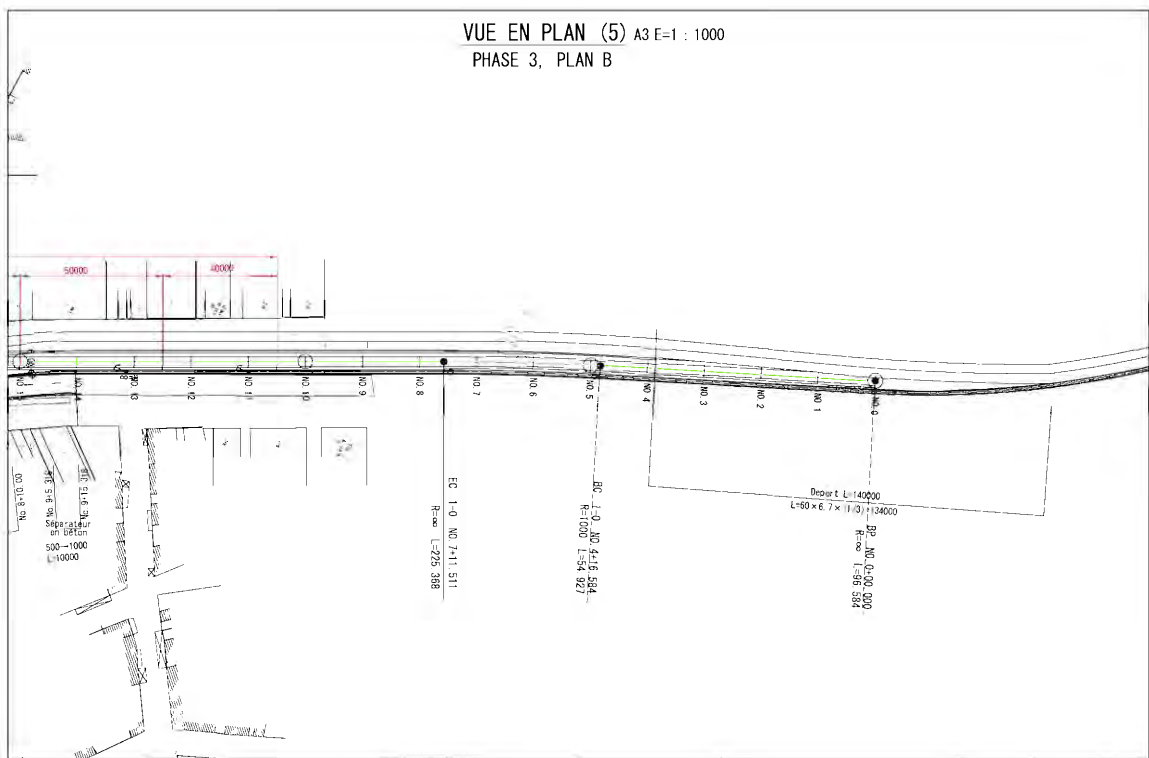 VUE EN PLAN (5) A3 E=1 : 1000
PHASE 3, PLAN B
50000
40000
NO.12
NO.11
NO.10
NO.9
NO.8
NO.7
NO.6
NO.5
NO.4
NO.3
NO.2
NO.1
NO.0
Départ L=140000
L=60×6.7×(1/3)=134000
BP. NO.0+00.000
R=∞ L=96.584
BC 1-0 NO.4+16.584
R=1000 L=54.927
EC 1-0 NO.7+11.511
R=∞ L=225.368
Séparateur
en béton
500→1000
L=10000